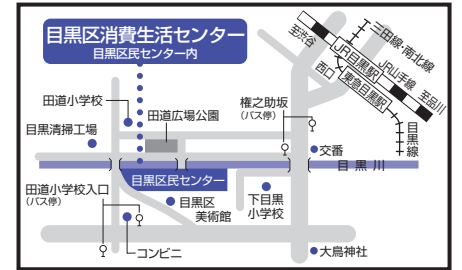 目黒区消費生活センター
目黒区民センター内
至渋谷
三田線・南北線
JR目黒駅
JR山手線
至品川
西口
東急目黒駅
目黒線
田道小学校
田道広場公園
権之助坂
(バス停)
目黒清掃工場
交番
目黒川
田道小学校入口
(バス停)
目黒区民センター
目黒区
美術館
下目黒
小学校
コンビニ
大鳥神社